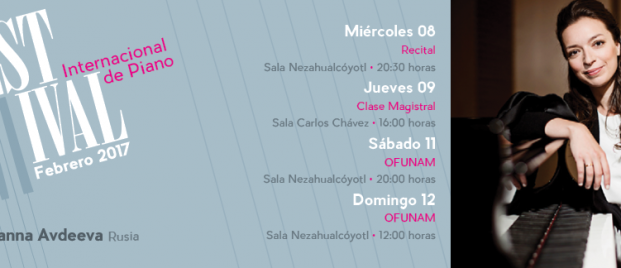 ST
IVAL
Internacional
de Piano
Febrero 2017
anna Avdeeva Rusia
Miércoles 08
Recital
Sala Nezahualcóyotl • 20:30 horas
Jueves 09
Clase Magistral
Sala Carlos Chávez • 16:00 horas
Sábado 11
OFUNAM
Sala Nezahualcóyotl • 20:00 horas
Domingo 12
OFUNAM
Sala Nezahualcóyotl • 12:00 horas